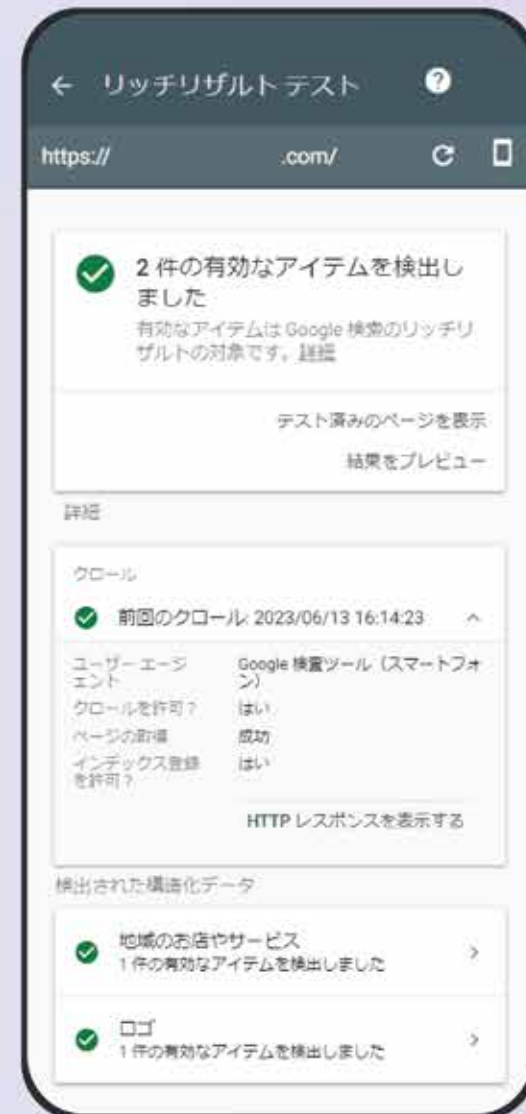 リッチリザルト テスト
https:// .com/
2 件の有効なアイテムを検出し
ました
有効なアイテムは Google 検索のリッチリ
ザルトの対象です。詳細
テスト済みのページを表示
結果をプレビュー
詳細
クロール
前回のクロール: 2023/06/13 16:14:23
ユーザー エージ
ェント
Google 検査ツール（スマートフォ
ン）
クロールを許可？ はい
ページの取得 成功
インデックス登録
を許可？
はい
HTTP レスポンスを表示する
検出された構造化データ
地域のお店やサービス
1 件の有効なアイテムを検出しました
ロゴ
1 件の有効なアイテムを検出しました